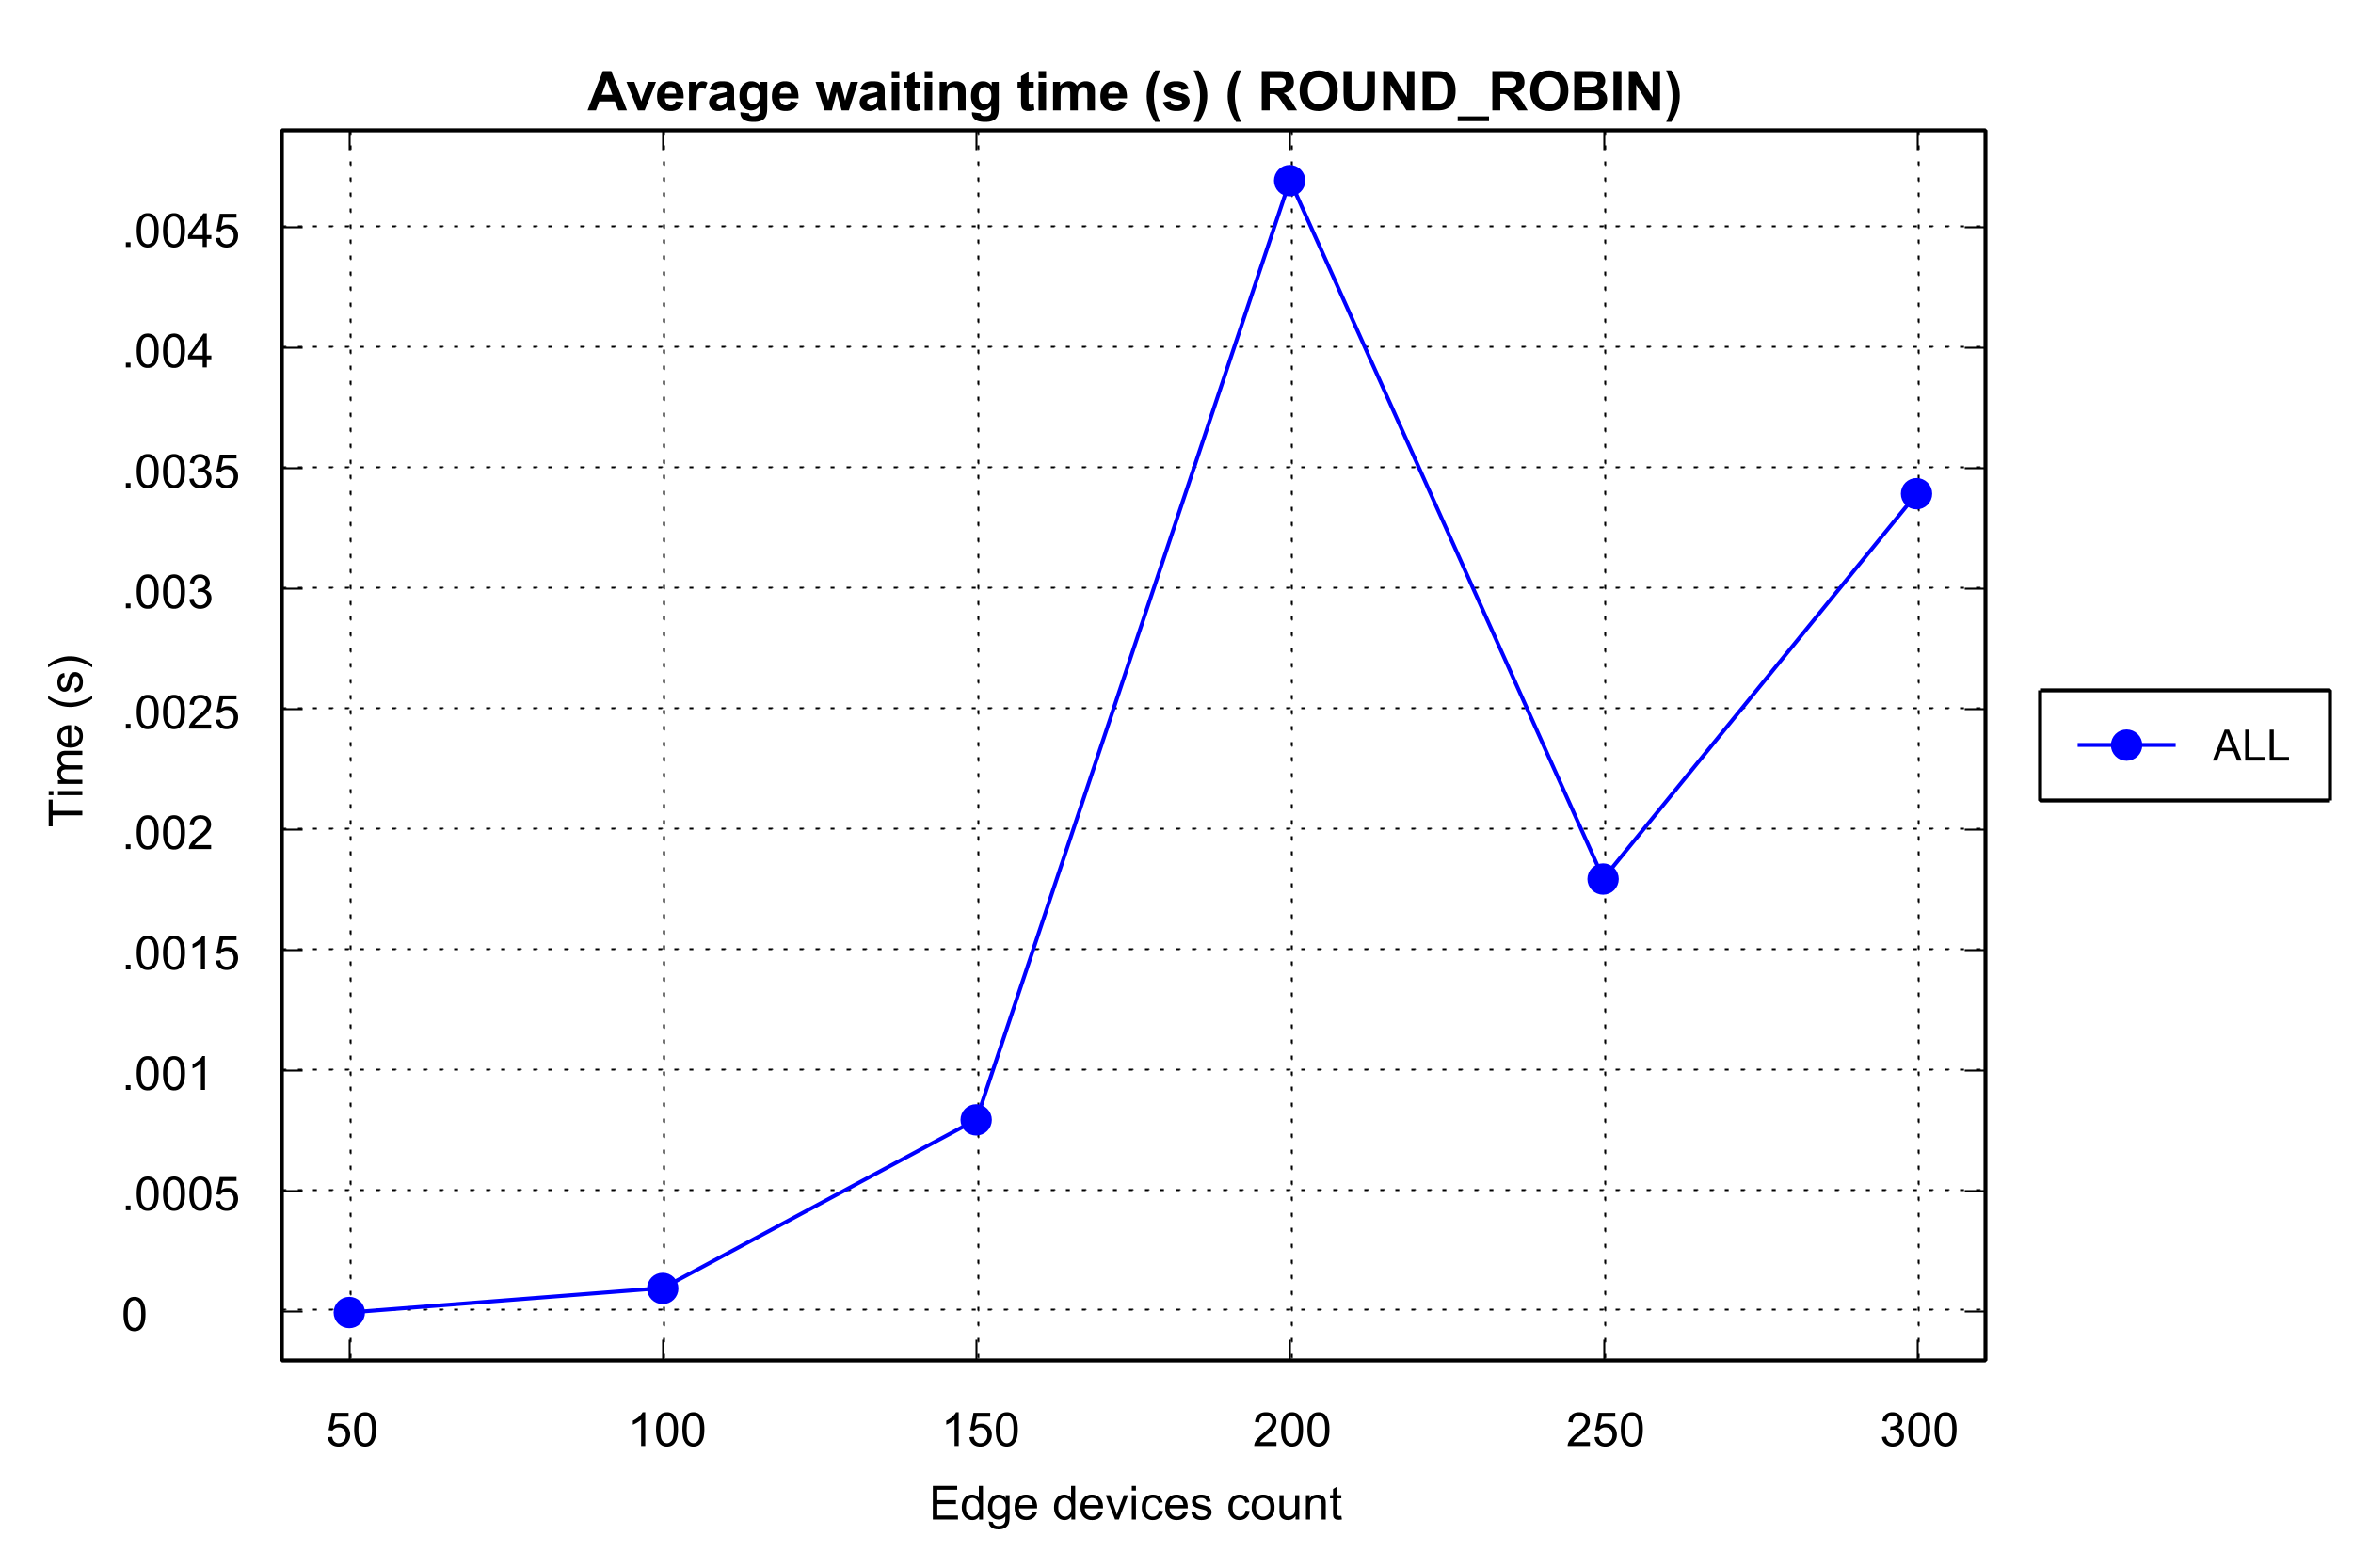 Average waiting time (s) ( ROUND_ROBIN)
.0045
.004
.0035
.003
.0025
.002
.0015
.001
.0005
0
Time (s)
ALL
50 100 150 200 250 300
Edge devices count